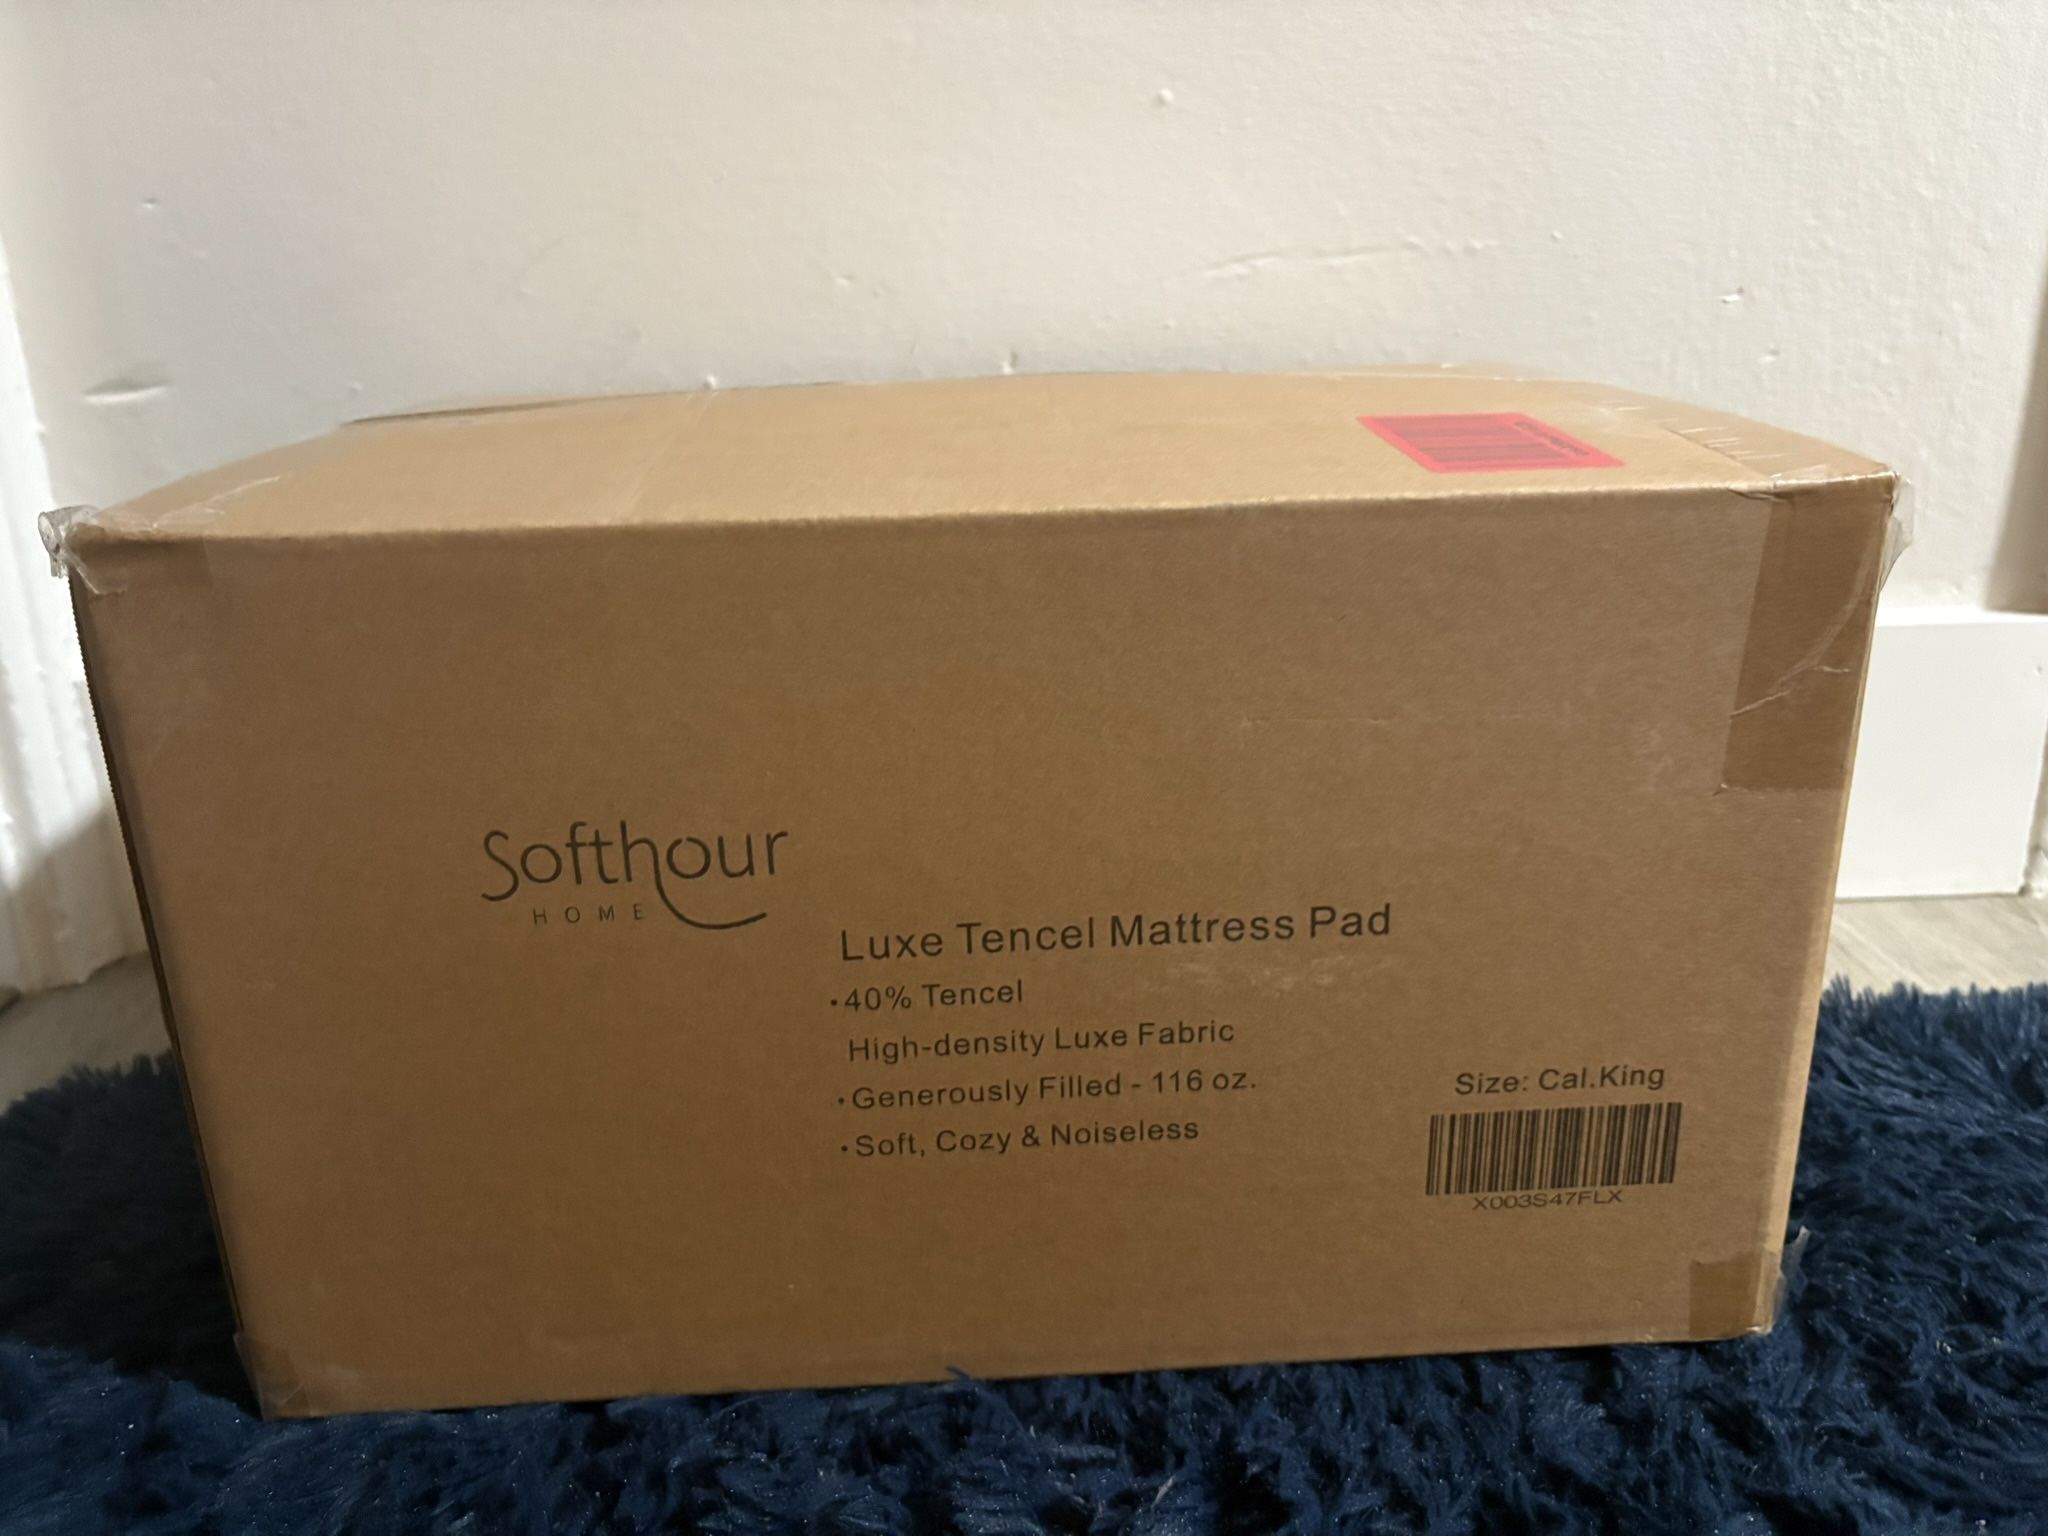 Softhour
HOME
Luxe Tencel Mattress Pad
•40% Tencel
High-density Luxe Fabric
•Generously Filled - 116 oz.
•Soft, Cozy & Noiseless
Size: Cal.King
X003S47FLX